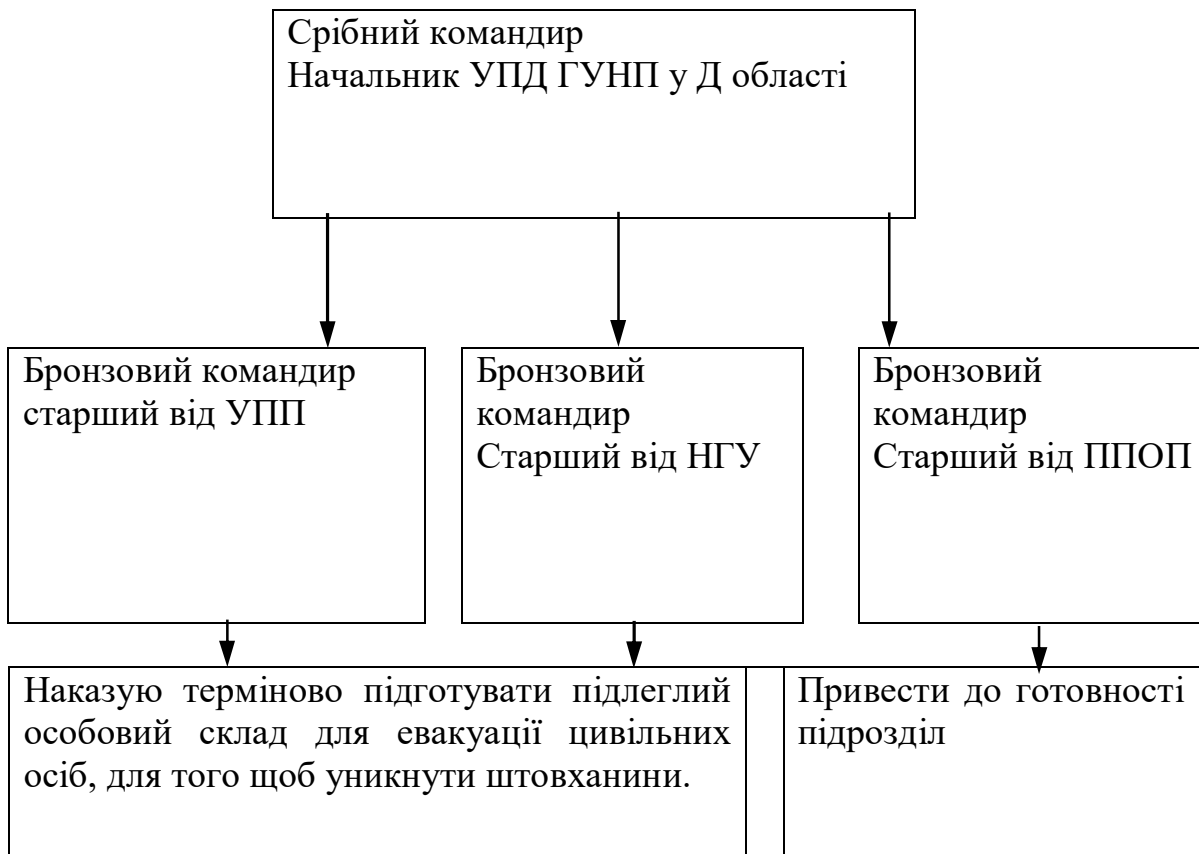 Срібний командир
Начальник УПД ГУНП у Д області
Бронзовий командир
старший від УПП
Бронзовий
командир
Старший від НГУ
Бронзовий
командир
Старший від ППОП
Наказую терміново підготувати підлеглий
особовий склад для евакуації цивільних
осіб, для того щоб уникнути штовханини.
Привести до готовності
підрозділ